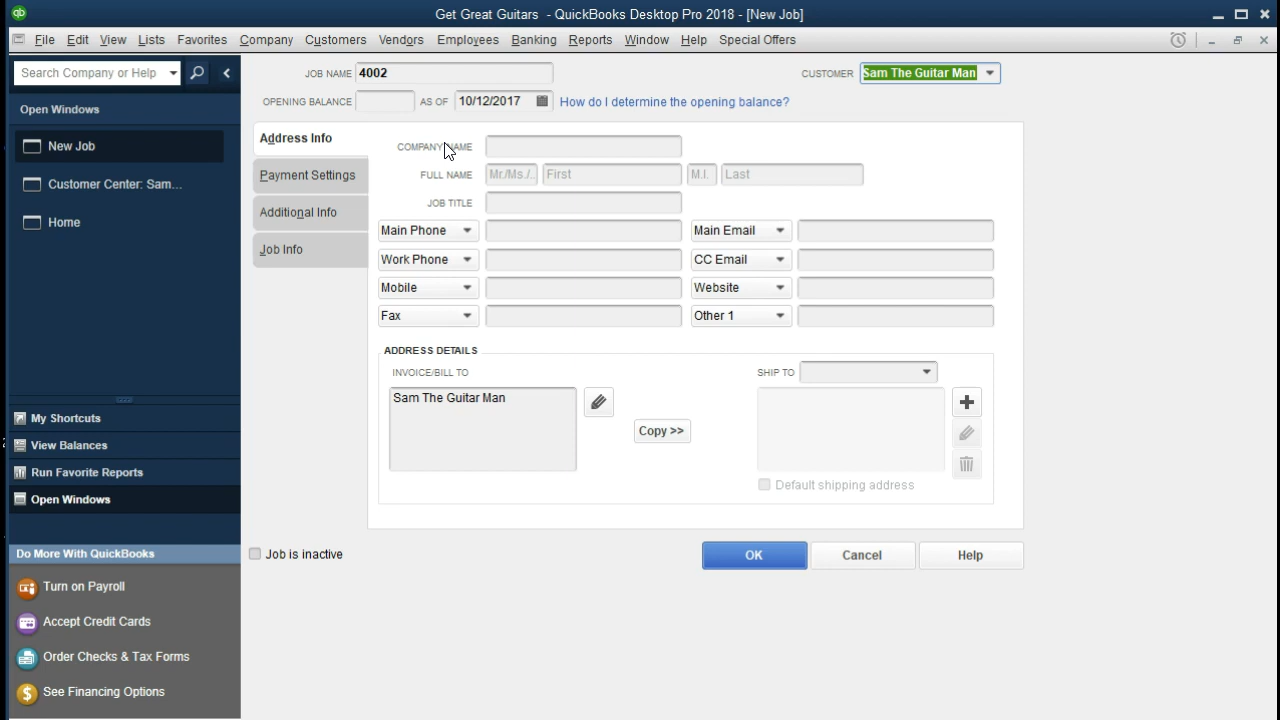 qb
Get Great Guitars - QuickBooks Desktop Pro 2018 - [New Job]
File Edit View Lists Favorites Company Customers Vendors Employees Banking Reports Window Help Special Offers
Search Company or Help
Open Windows
New Job
Customer Center: Sam...
Home
My Shortcuts
View Balances
Run Favorite Reports
Open Windows
Do More With QuickBooks
Turn on Payroll
Accept Credit Cards
Order Checks & Tax Forms
See Financing Options
JOB NAME 4002
CUSTOMER Sam The Guitar Man
OPENING BALANCE AS OF 10/12/2017 How do I determine the opening balance?
Address Info
Payment Settings
Additional Info
Job Info
COMPANY NAME
FULL NAME Mr./Ms./.. First M.I. Last
JOB TITLE
Main Phone Main Email
Work Phone CC Email
Mobile Website
Fax Other 1
ADDRESS DETAILS
INVOICE/BILL TO SHIP TO
Sam The Guitar Man
Copy >>
Default shipping address
Job is inactive
OK Cancel Help